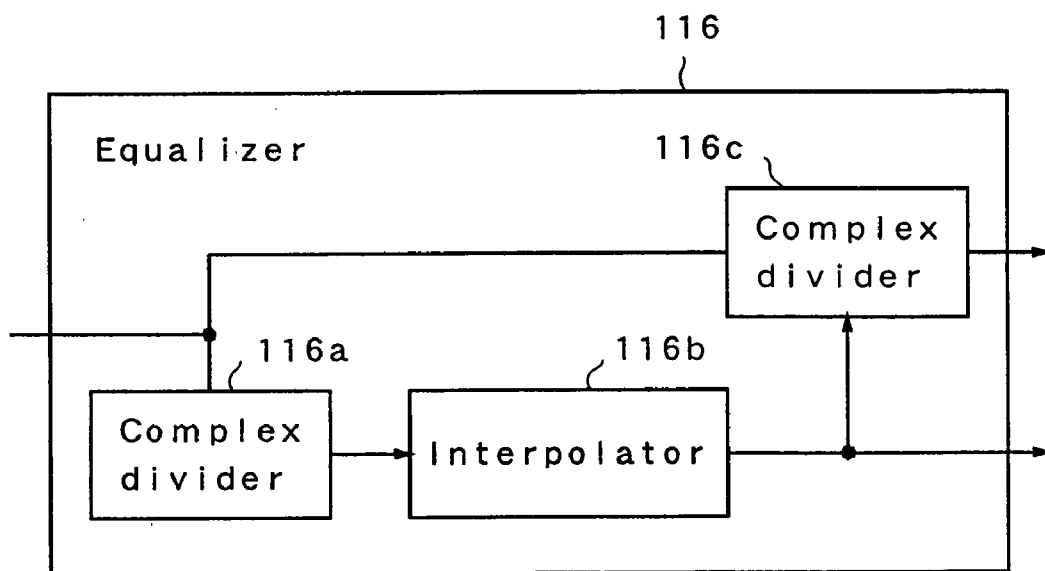 116
Equalizer
116c
Complex
divider
116a
116b
Complex
divider
Interpolator